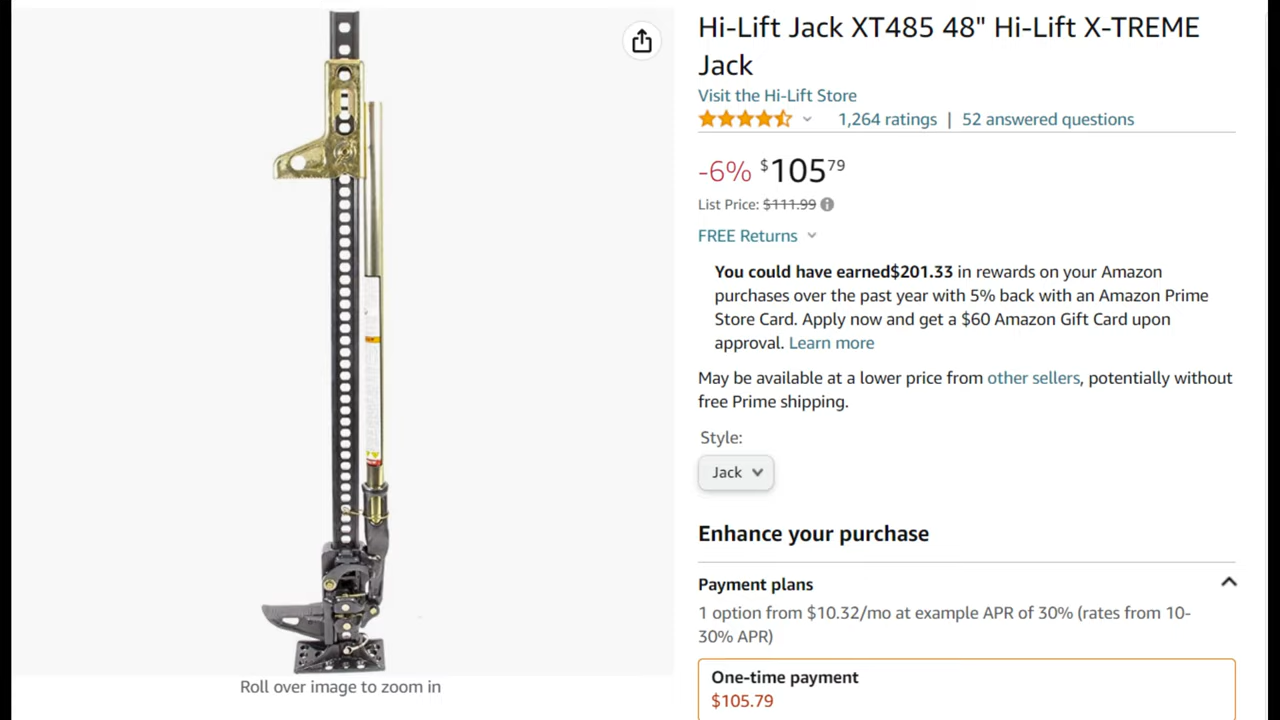 Hi-Lift Jack XT485 48" Hi-Lift X-TREME
Jack
Visit the Hi-Lift Store
1,264 ratings | 52 answered questions
-6% $105 79
List Price: $111.99
FREE Returns
You could have earned$201.33 in rewards on your Amazon
purchases over the past year with 5% back with an Amazon Prime
Store Card. Apply now and get a $60 Amazon Gift Card upon
approval. Learn more
May be available at a lower price from other sellers, potentially without
free Prime shipping.
Style:
Jack
Enhance your purchase
Payment plans
1 option from $10.32/mo at example APR of 30% (rates from 10-
30% APR)
One-time payment
$105.79
Roll over image to zoom in